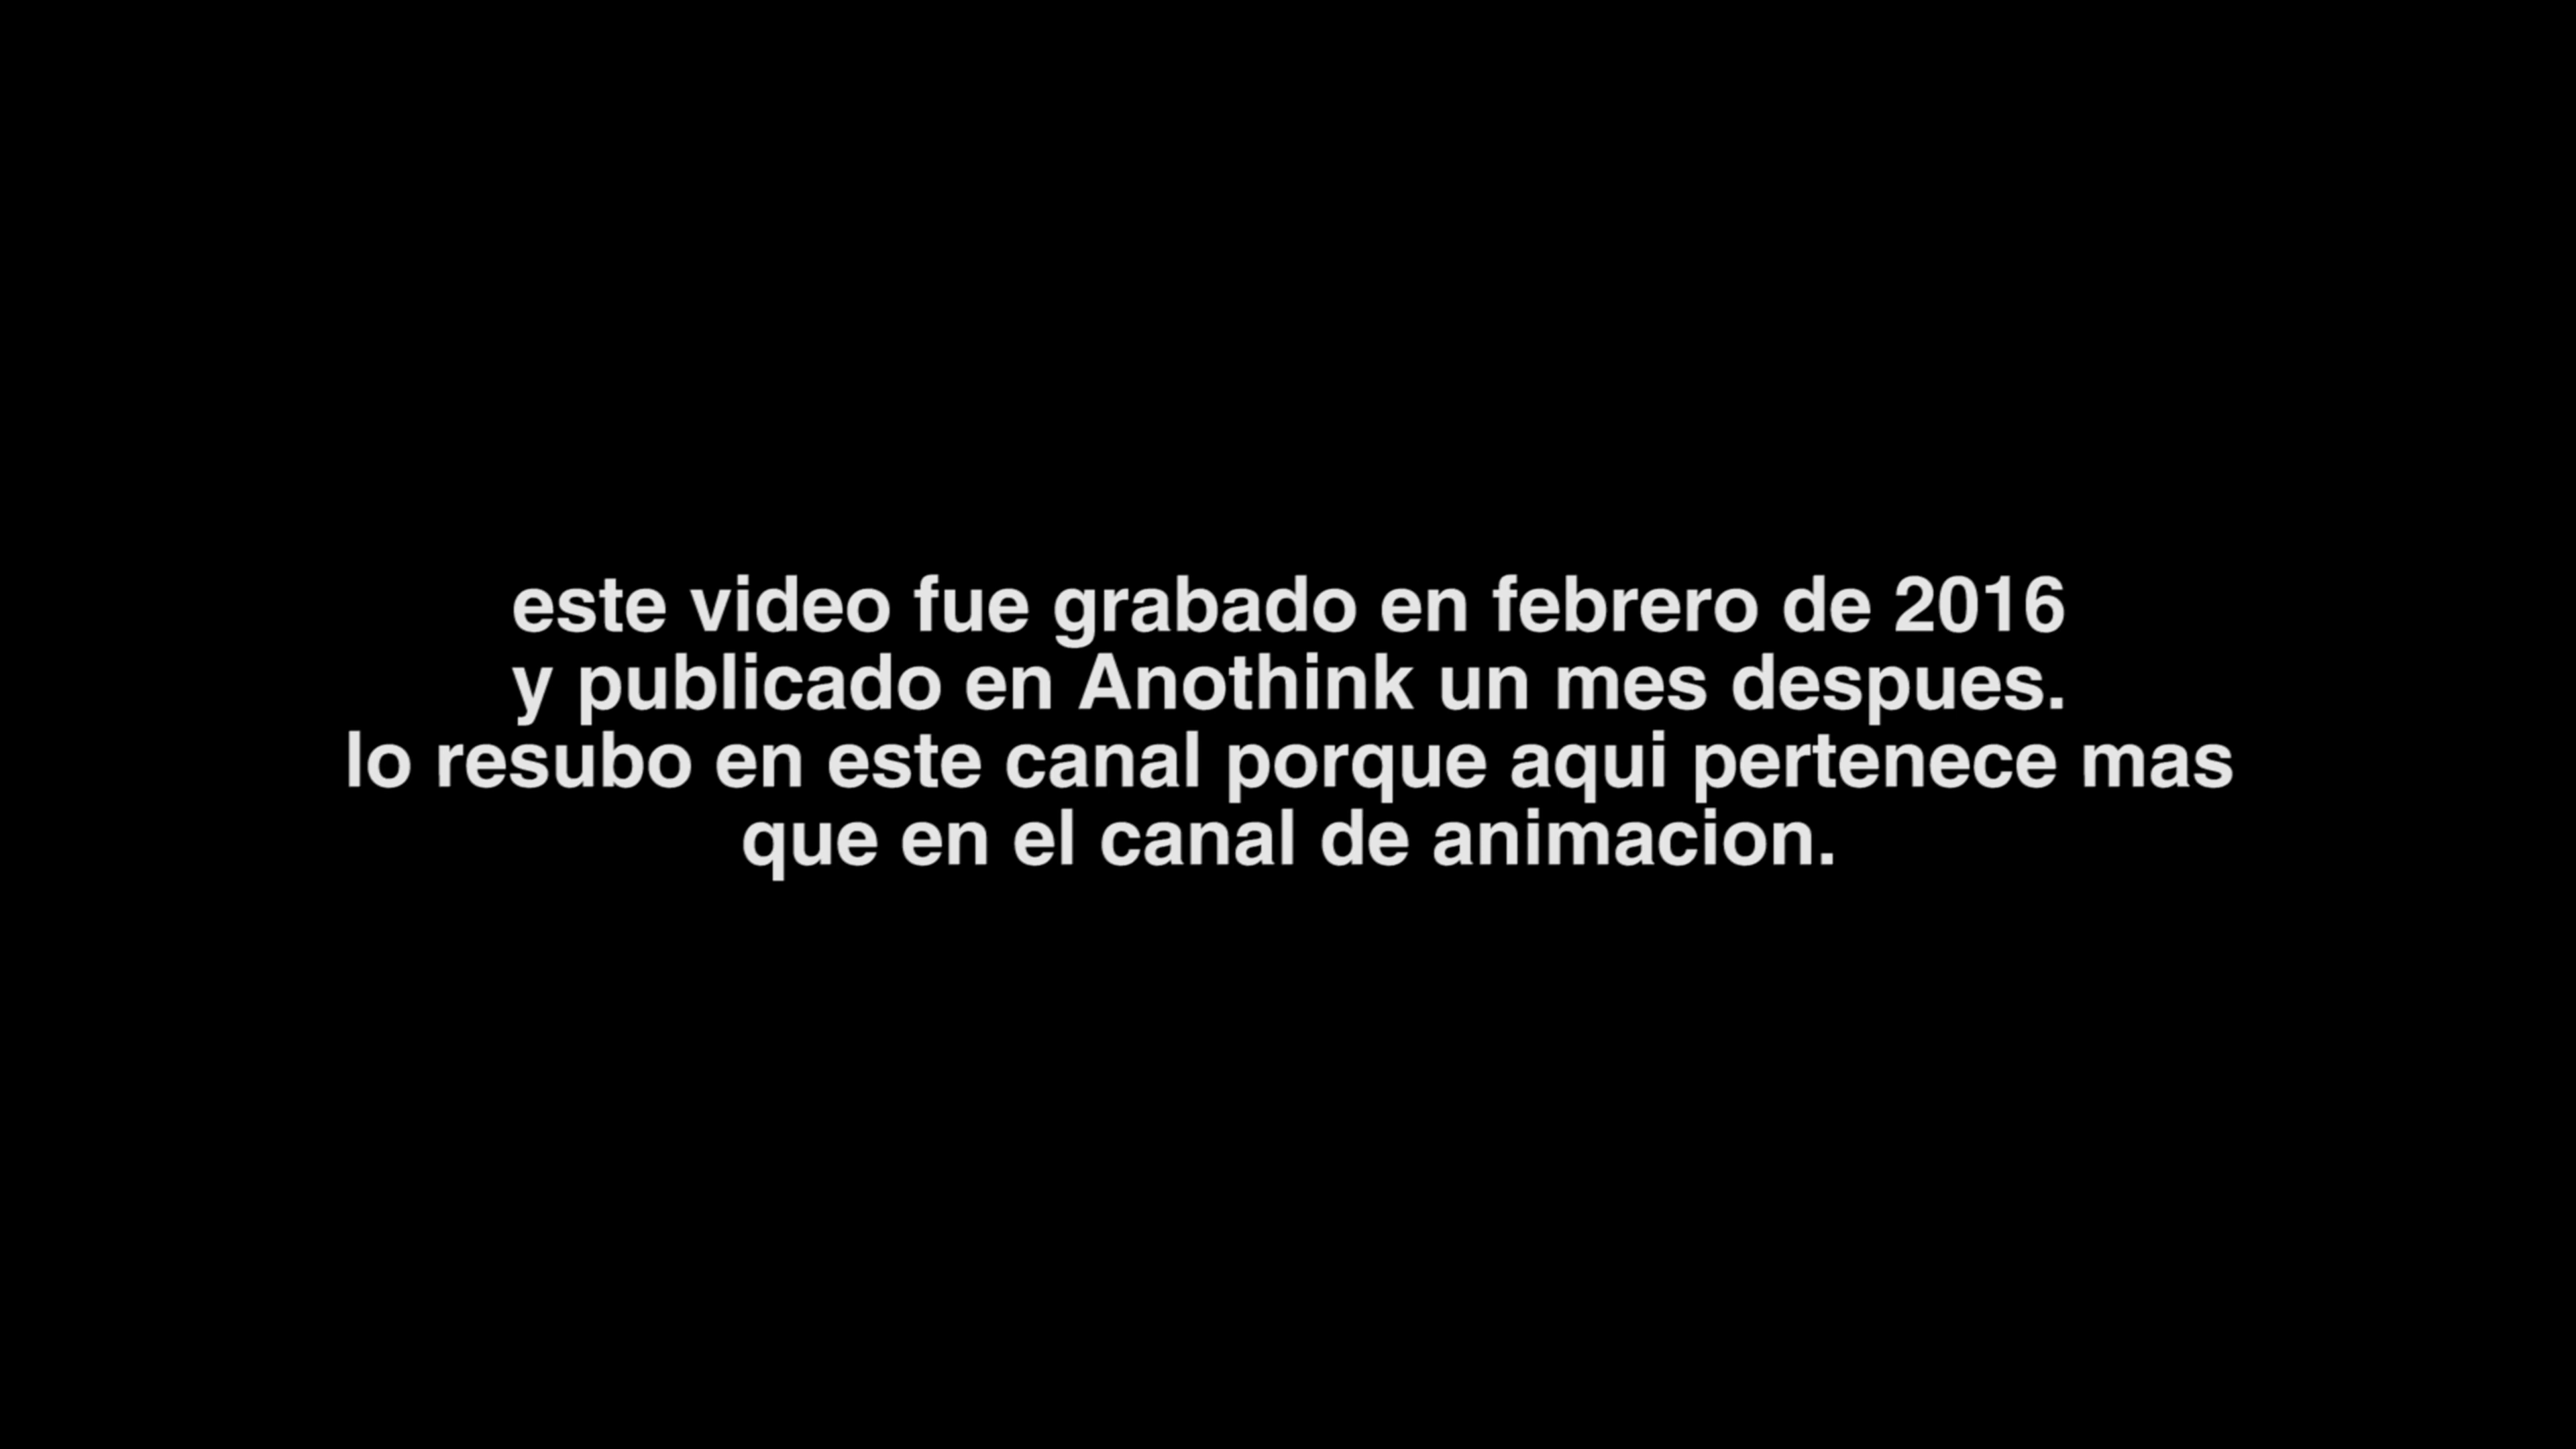 este video fue grabado en febrero de 2016
y publicado en Anothink un mes despues.
lo resubo en este canal porque aqui pertenece mas
que en el canal de animacion.